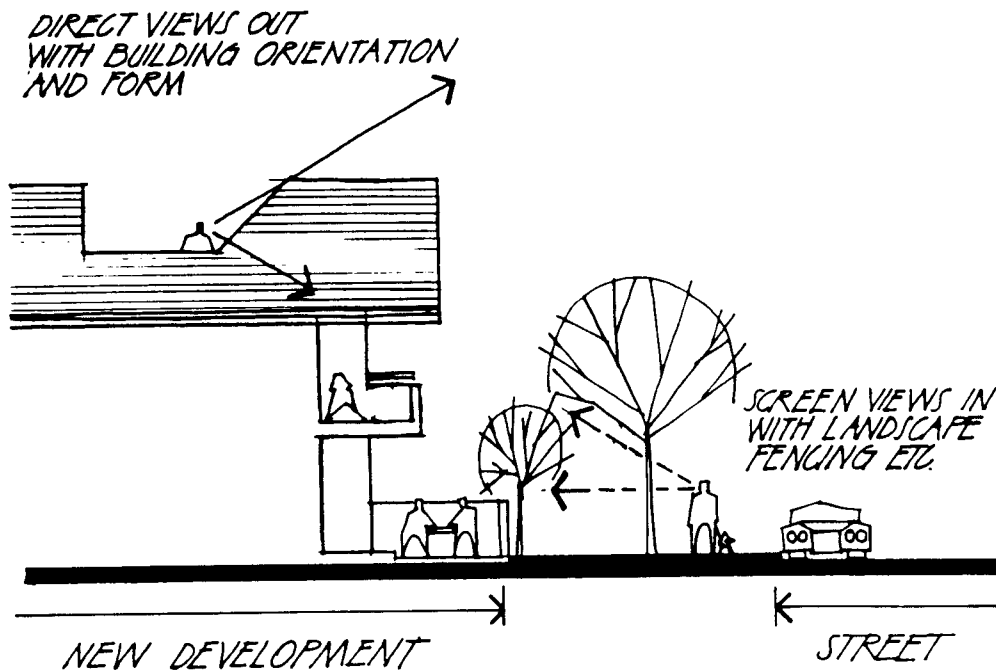 DIRECT VIEWS OUT
WITH BUILDING ORIENTATION
AND FORM
SCREEN VIEWS IN
WITH LANDSCAPE
FENCING ETC.
NEW DEVELOPMENT
STREET